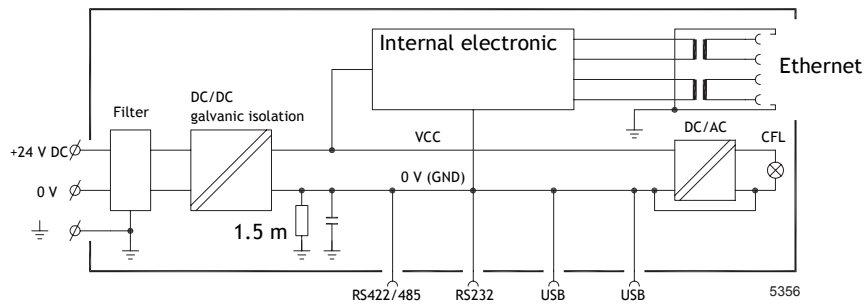 Internal electronic
Ethernet
DC/DC
galvanic isolation
Filter
DC/AC
CFL
VCC
+24 V DC
0 V (GND)
0 V
1.5 m
RS422/485
RS232
USB
USB
5356